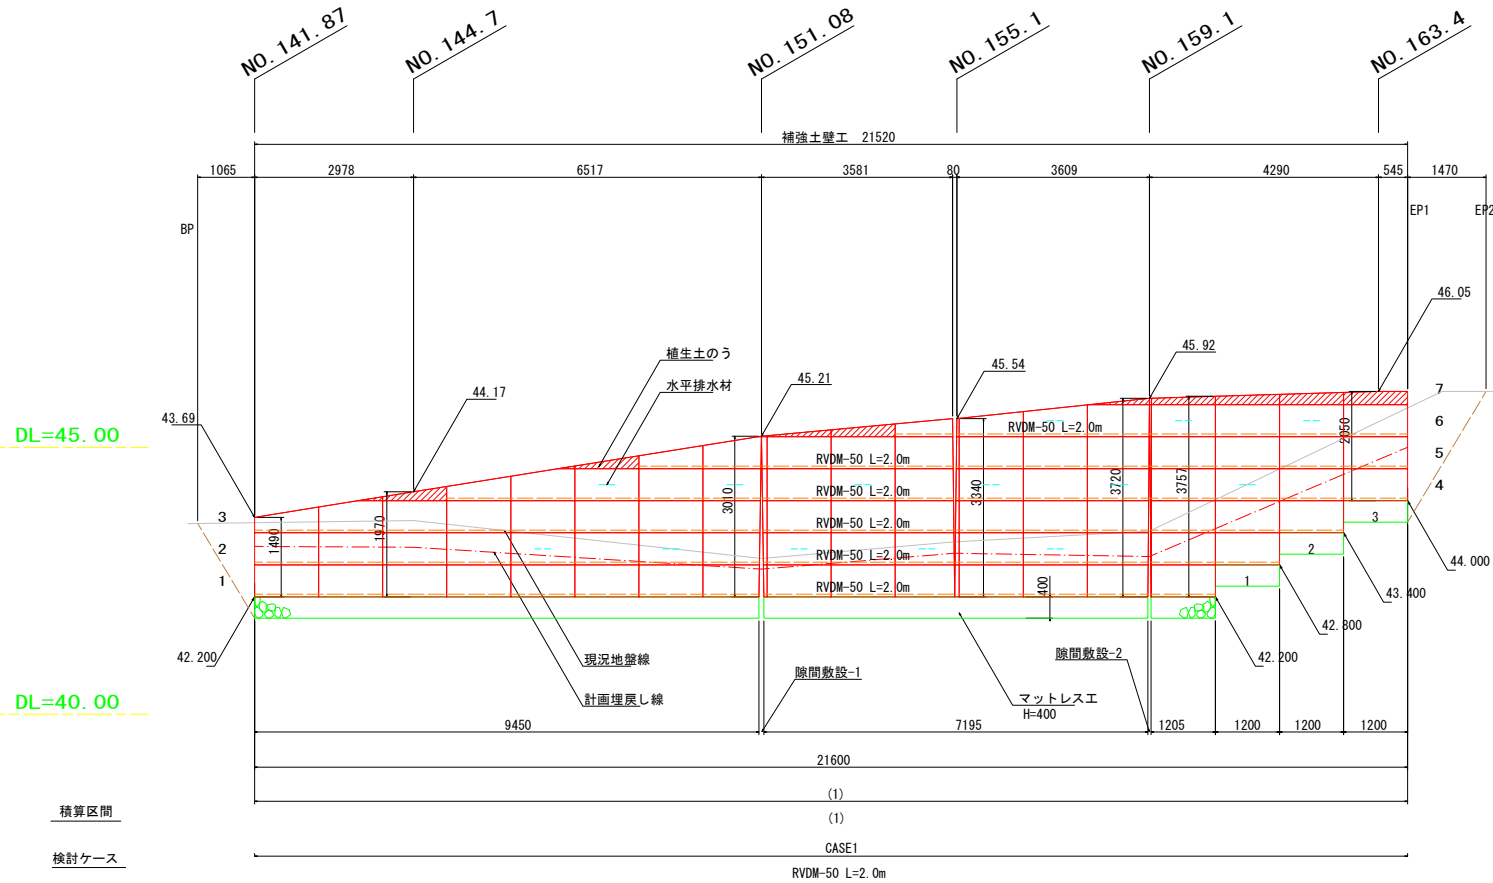 NO. 141. 87
NO. 144. 7
NO. 151. 08
NO. 155. 1
NO. 159. 1
NO. 163. 4
補強土壁工 21520
1065
2978
6517
3581
80
3609
4290
545
1470
BP
EP1
EP2
46. 05
45. 92
45. 54
45. 21
44. 17
43. 69
植生土のう
水平排水材
DL=45. 00
RVDM-50 L=2. 0m
RVDM-50 L=2. 0m
RVDM-50 L=2. 0m
RVDM-50 L=2. 0m
RVDM-50 L=2. 0m
RVDM-50 L=2. 0m
1490
1970
3010
3340
3720
3757
2050
400
3
2
1
7
6
5
4
3
2
1
44. 000
43. 400
42. 800
42. 200
42. 200
現況地盤線
計画埋戻し線
隙間敷設-1
隙間敷設-2
マットレス工
H=400
DL=40. 00
9450
7195
1205
1200
1200
1200
21600
(1)
積算区間
(1)
検討ケース
CASE1
RVDM-50 L=2. 0m